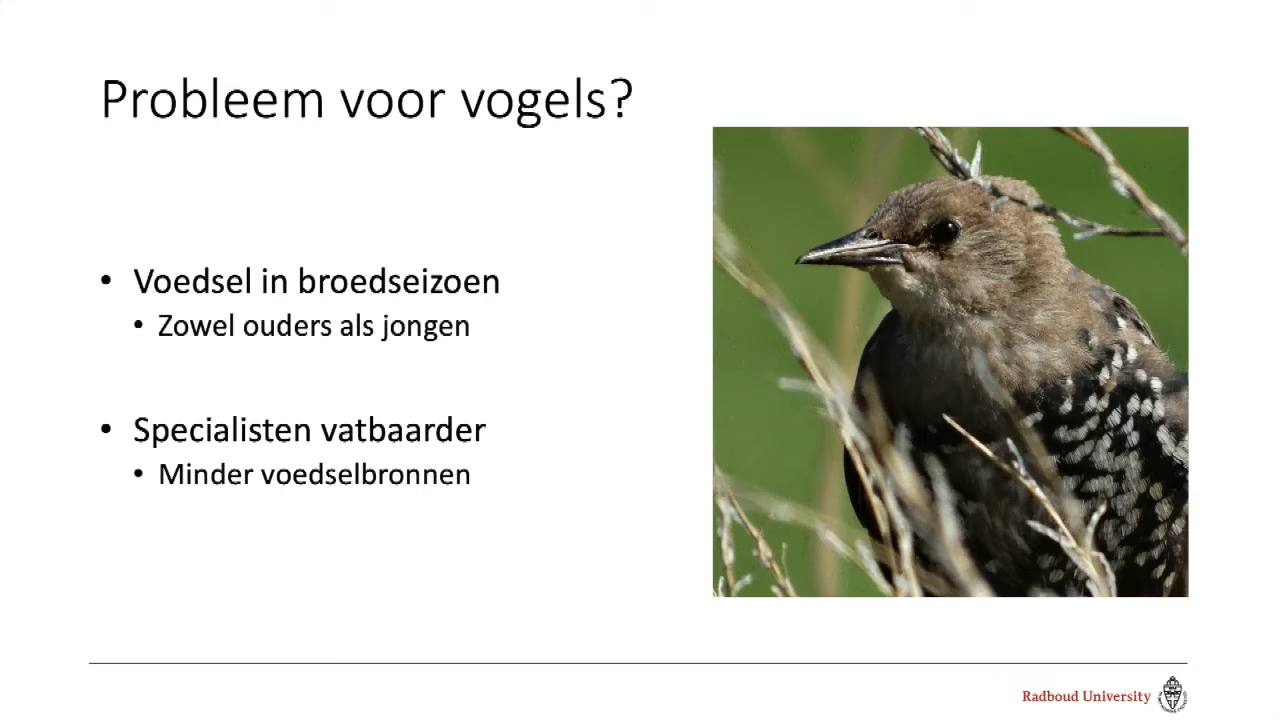 Probleem voor vogels?
• Voedsel in broedseizoen
• Zowel ouders als jongen
• Specialisten vatbaarder
• Minder voedselbronnen
Radboud University